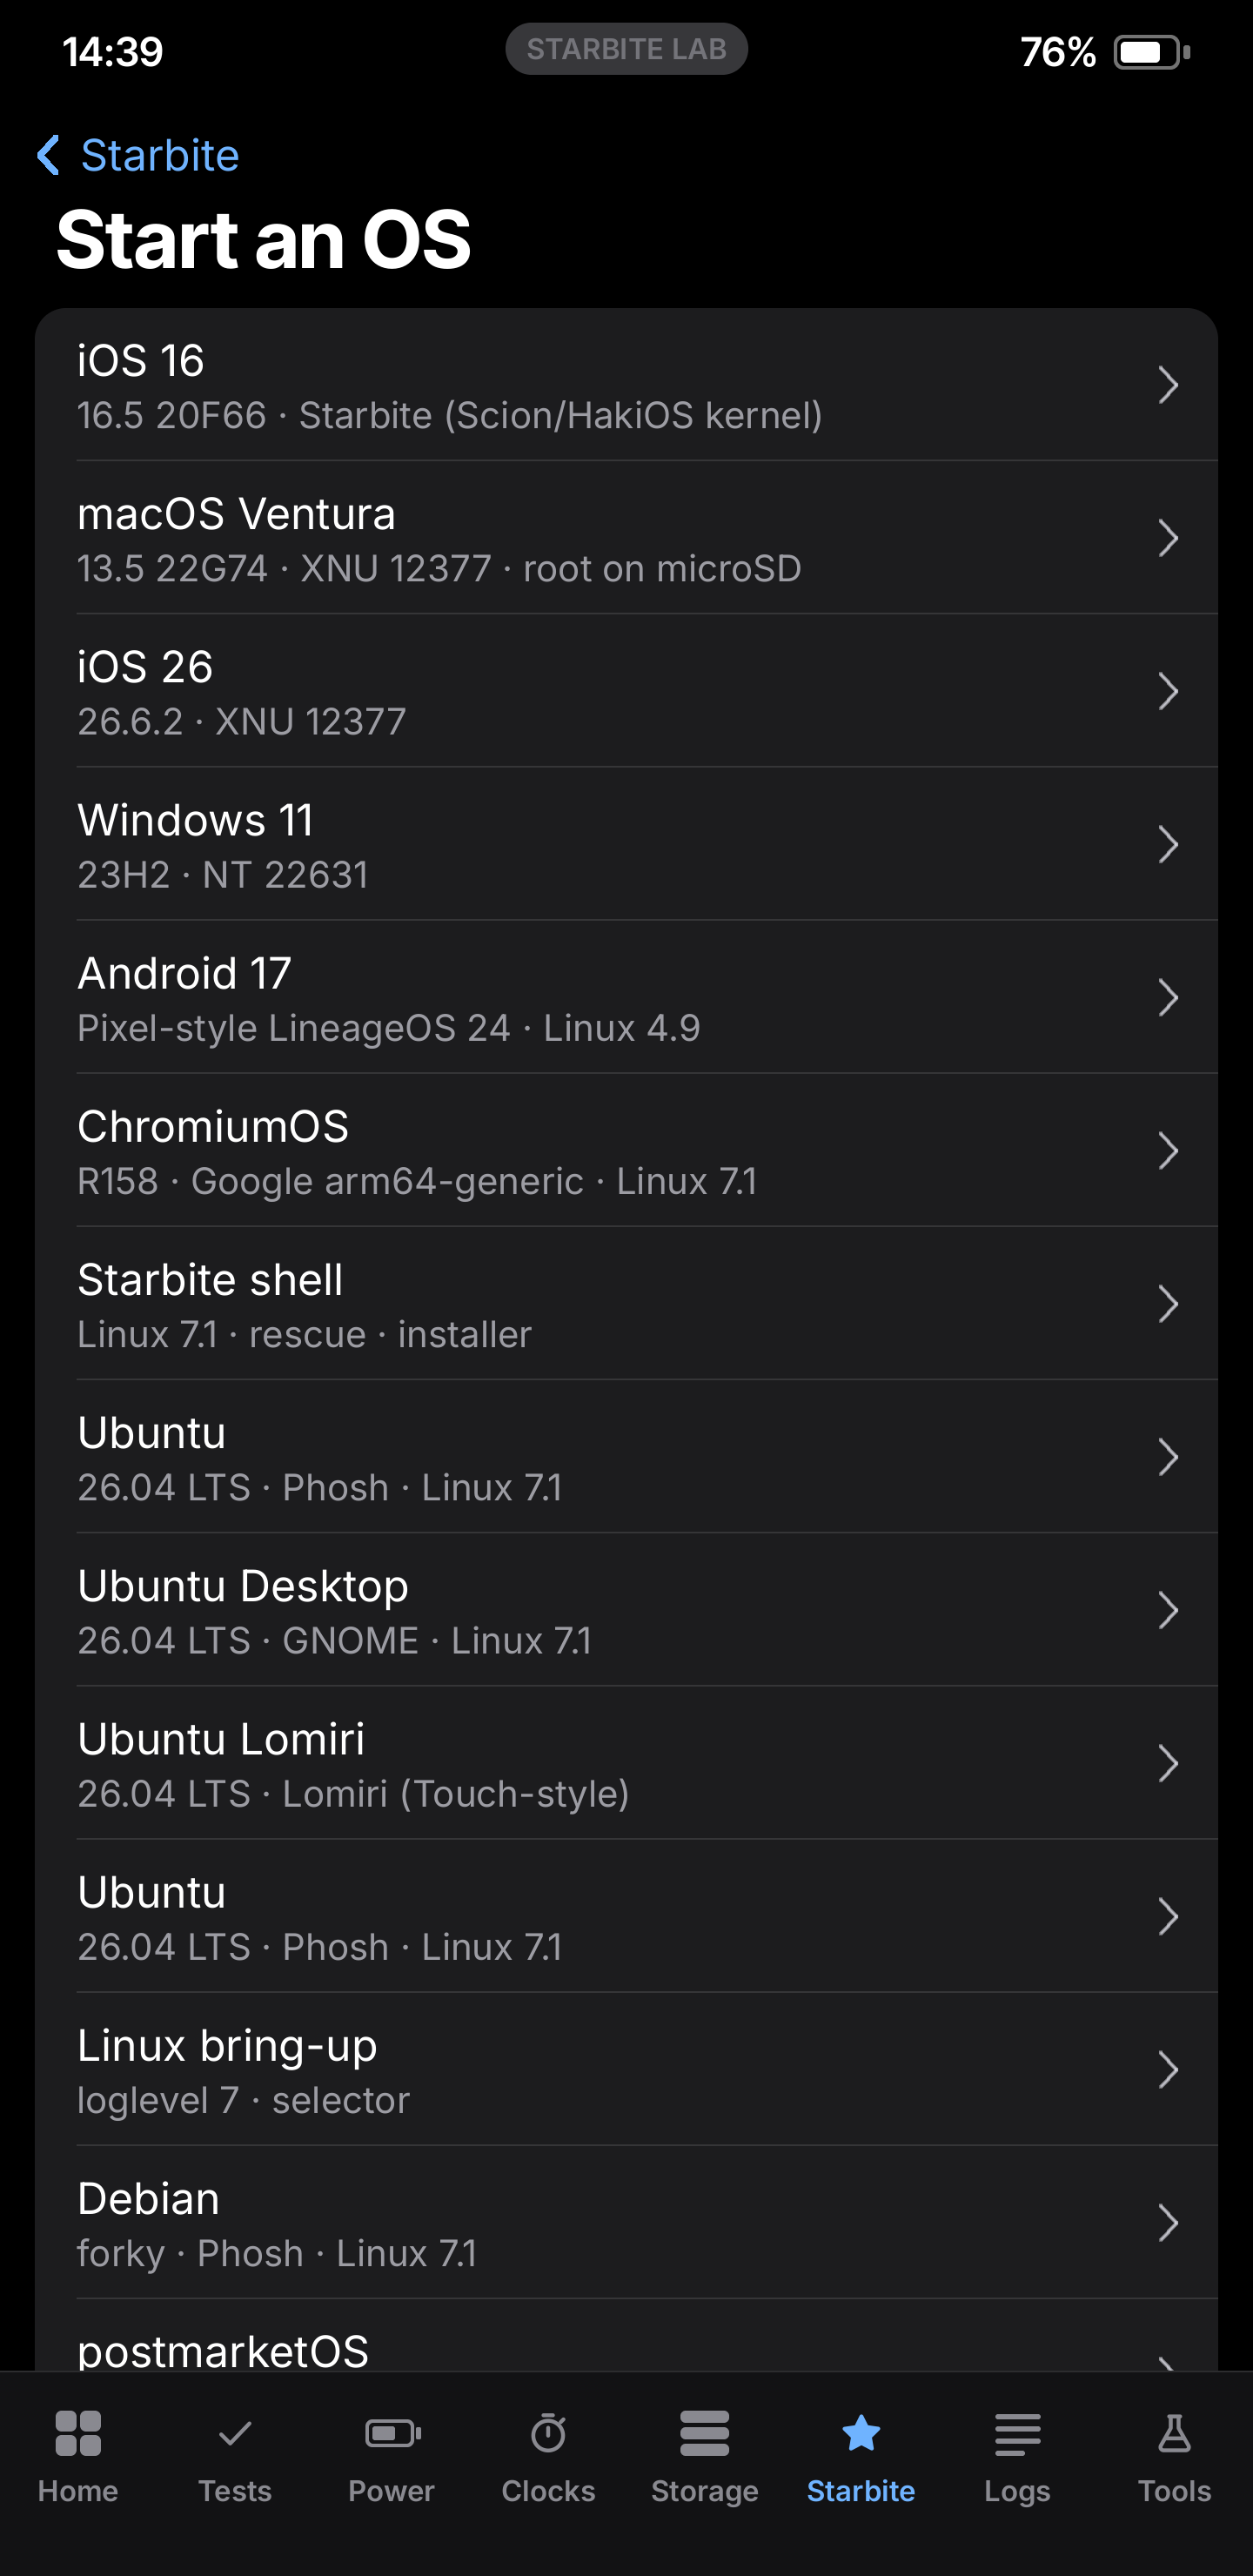 14:39
STARBITE LAB
76%
Starbite
Start an OS
iOS 16
16.5 20F66 · Starbite (Scion/HakiOS kernel)
macOS Ventura
13.5 22G74 · XNU 12377 · root on microSD
iOS 26
26.6.2 · XNU 12377
Windows 11
23H2 · NT 22631
Android 17
Pixel-style LineageOS 24 · Linux 4.9
ChromiumOS
R158 · Google arm64-generic · Linux 7.1
Starbite shell
Linux 7.1 · rescue · installer
Ubuntu
26.04 LTS · Phosh · Linux 7.1
Ubuntu Desktop
26.04 LTS · GNOME · Linux 7.1
Ubuntu Lomiri
26.04 LTS · Lomiri (Touch-style)
Ubuntu
26.04 LTS · Phosh · Linux 7.1
Linux bring-up
loglevel 7 · selector
Debian
forky · Phosh · Linux 7.1
postmarketOS
Home Tests Power Clocks Storage Starbite Logs Tools